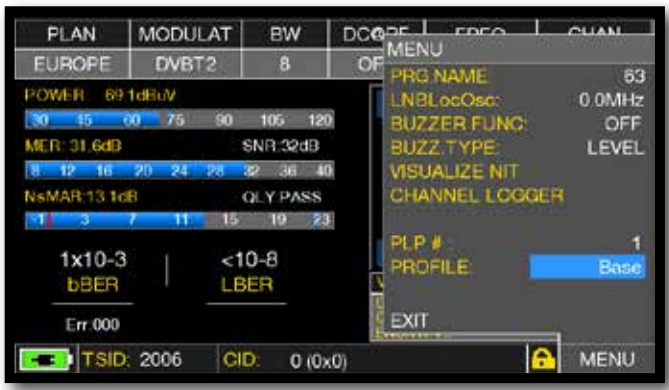 PLAN MODULAT BW DCOPE FREQ CHAN
EUROPE DVBT2 8 OF
POWER: 69.1dBuV
30 45 60 75 90 105 120
MER: 31.6dB SNR:32dB
8 12 16 20 24 28 32 36 40
NsMAR:13.1dB QLY:PASS
-1 3 7 11 15 19 23
1x10-3 <10-8
bBER LBER
Err:000
MENU
PRG NAME 63
LNBLocOsc: 0.0MHz
BUZZER FUNC: OFF
BUZZ.TYPE: LEVEL
VISUALIZE NIT
CHANNEL LOGGER
PLP #: 1
PROFILE: Base
EXIT
TSID: 2006 CID: 0 (0x0) MENU